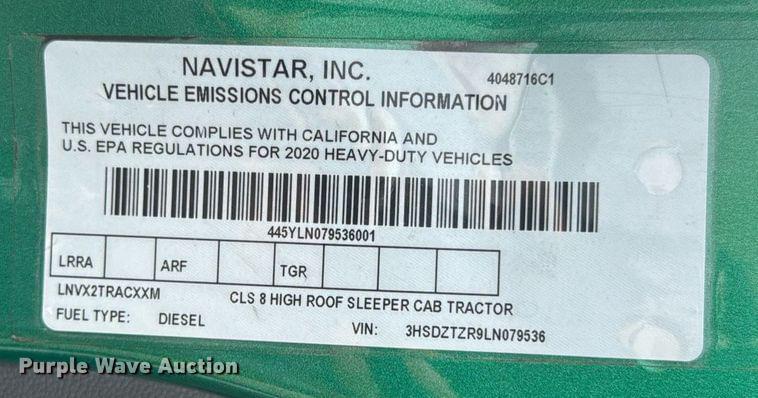 NAVISTAR, INC.
4048716C1
VEHICLE EMISSIONS CONTROL INFORMATION
THIS VEHICLE COMPLIES WITH CALIFORNIA AND
U.S. EPA REGULATIONS FOR 2020 HEAVY-DUTY VEHICLES
445YLN079536001
LRRA ARF TGR
LNVX2TRACXXM CLS 8 HIGH ROOF SLEEPER CAB TRACTOR
FUEL TYPE: DIESEL VIN: 3HSDZTZR9LN079536
Purple Wave Auction